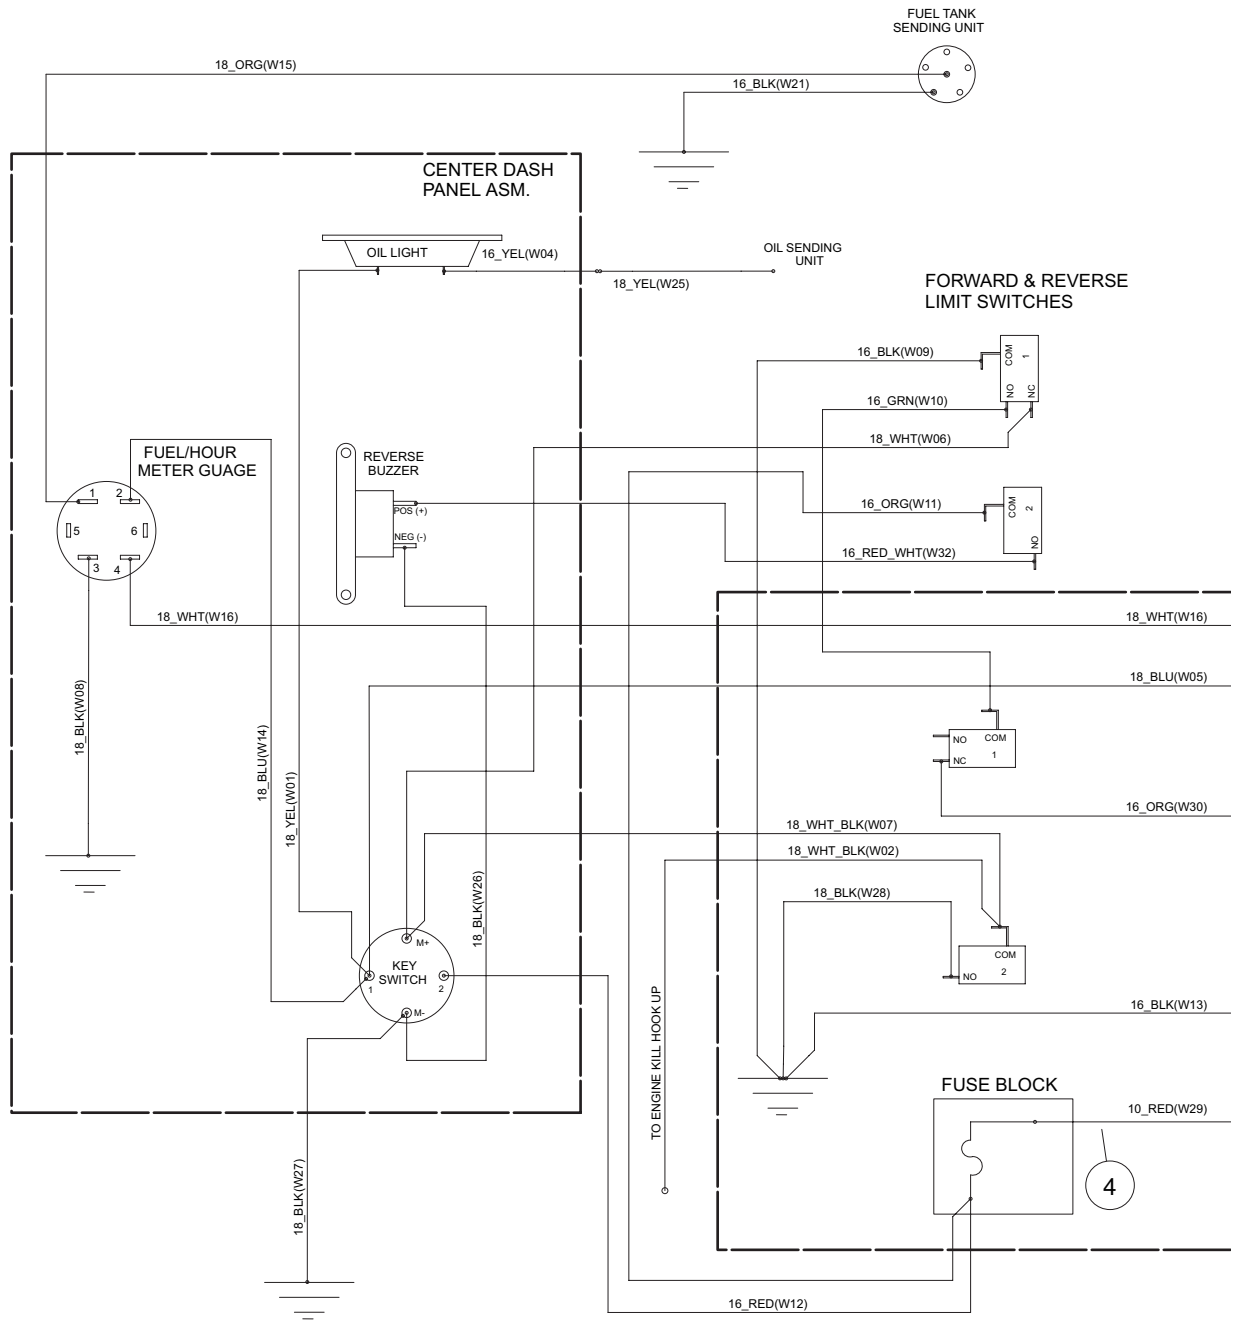 FUEL TANK
SENDING UNIT
18_ORG(W15)
16_BLK(W21)
CENTER DASH
PANEL ASM.
OIL LIGHT
16_YEL(W04)
18_YEL(W25)
OIL SENDING
UNIT
FORWARD & REVERSE
LIMIT SWITCHES
16_BLK(W09)
COM
1
NO
NC
16_GRN(W10)
18_WHT(W06)
FUEL/HOUR
METER GUAGE
1
2
5
6
3
4
REVERSE
BUZZER
POS (+)
NEG (-)
16_ORG(W11)
COM
2
NO
16_RED_WHT(W32)
18_WHT(W16)
18_WHT(W16)
18_BLU(W05)
18_BLK(W08)
18_BLU(W14)
18_YEL(W01)
NO
COM
NC
1
16_ORG(W30)
18_WHT_BLK(W07)
18_WHT_BLK(W02)
18_BLK(W28)
18_BLK(W26)
M+
KEY
SWITCH
1
2
M-
COM
NO
2
16_BLK(W13)
TO ENGINE KILL HOOK UP
FUSE BLOCK
10_RED(W29)
4
18_BLK(W27)
16_RED(W12)